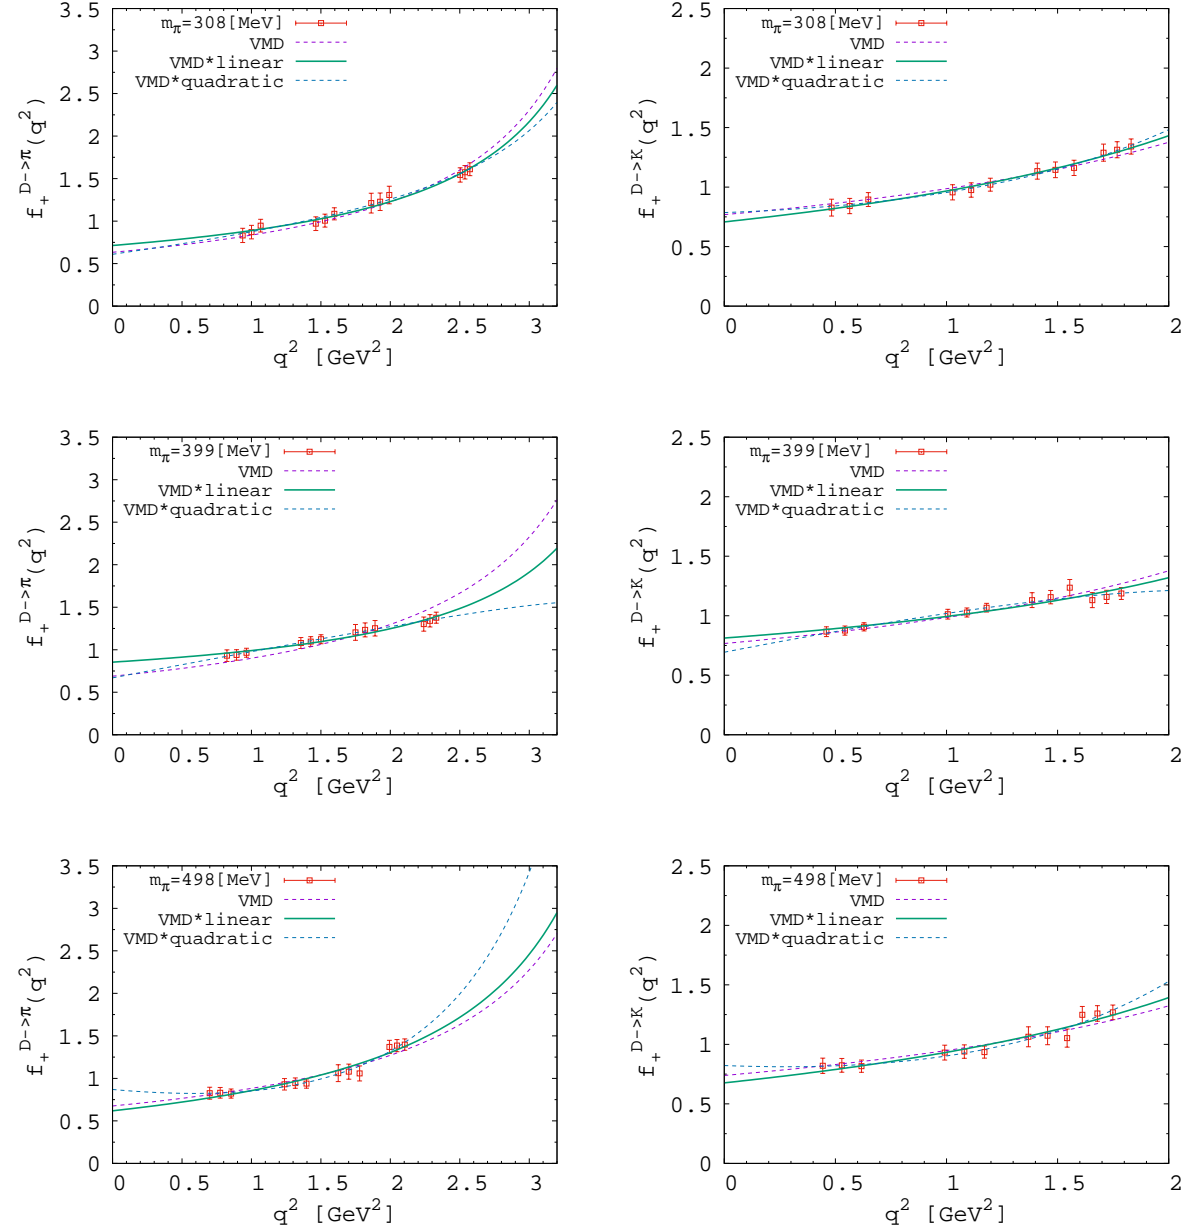 m_π=308[MeV]
VMD
VMD*linear
VMD*quadratic
f_+^{D->π}(q^2)
3.5
3
2.5
2
1.5
1
0.5
0
0 0.5 1 1.5 2 2.5 3
q^2 [GeV^2]
m_π=308[MeV]
VMD
VMD*linear
VMD*quadratic
f_+^{D->K}(q^2)
2.5
2
1.5
1
0.5
0
0 0.5 1 1.5 2
q^2 [GeV^2]
m_π=399[MeV]
VMD
VMD*linear
VMD*quadratic
f_+^{D->π}(q^2)
3.5
3
2.5
2
1.5
1
0.5
0
0 0.5 1 1.5 2 2.5 3
q^2 [GeV^2]
m_π=399[MeV]
VMD
VMD*linear
VMD*quadratic
f_+^{D->K}(q^2)
2.5
2
1.5
1
0.5
0
0 0.5 1 1.5 2
q^2 [GeV^2]
m_π=498[MeV]
VMD
VMD*linear
VMD*quadratic
f_+^{D->π}(q^2)
3.5
3
2.5
2
1.5
1
0.5
0
0 0.5 1 1.5 2 2.5 3
q^2 [GeV^2]
m_π=498[MeV]
VMD
VMD*linear
VMD*quadratic
f_+^{D->K}(q^2)
2.5
2
1.5
1
0.5
0
0 0.5 1 1.5 2
q^2 [GeV^2]